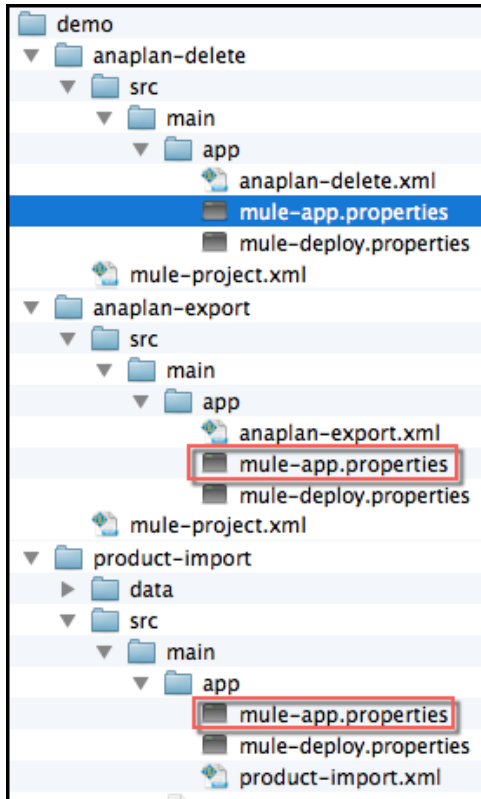 demo
anaplan-delete
src
main
app
anaplan-delete.xml
mule-app.properties
mule-deploy.properties
mule-project.xml
anaplan-export
src
main
app
anaplan-export.xml
mule-app.properties
mule-deploy.properties
mule-project.xml
product-import
data
src
main
app
mule-app.properties
mule-deploy.properties
product-import.xml